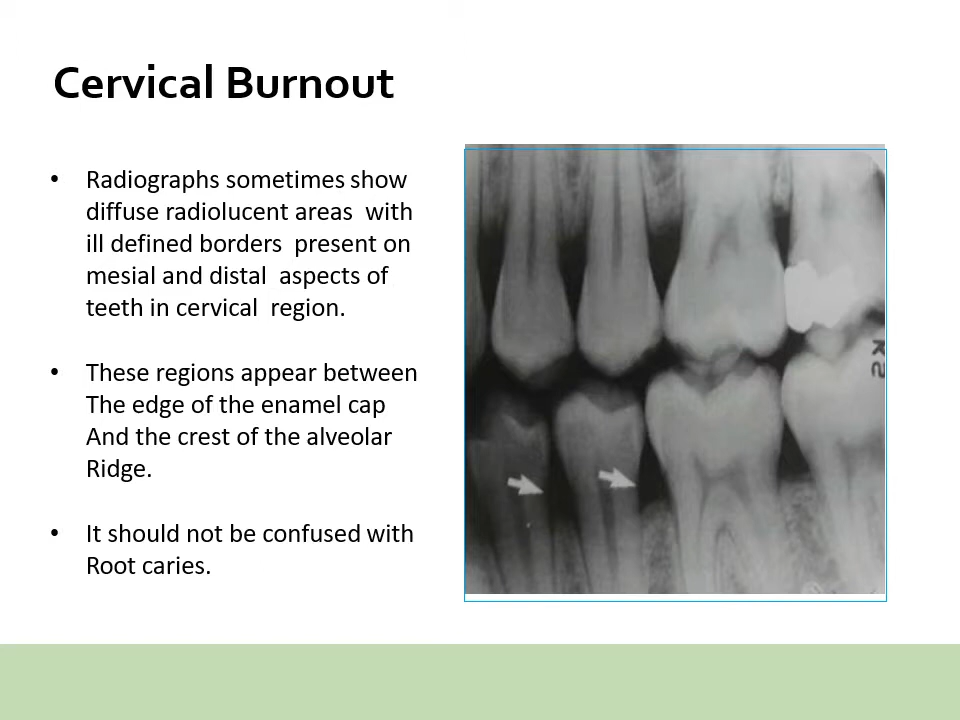 Cervical Burnout
• Radiographs sometimes show
diffuse radiolucent areas with
ill defined borders present on
mesial and distal aspects of
teeth in cervical region.
• These regions appear between
The edge of the enamel cap
And the crest of the alveolar
Ridge.
• It should not be confused with
Root caries.